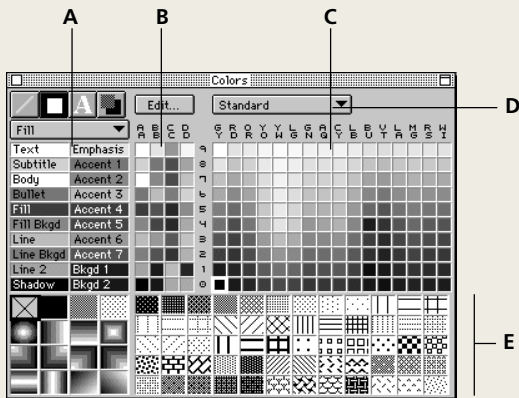 A B C
Colors
A
Edit... Standard D
Fill
A B C D G R O Y Y L G A C L B V L M R W
A B C D Y D R O W G N Q Y B U T A G S I
Text Emphasis 9
Subtitle Accent 1 8
Body Accent 2 7
Bullet Accent 3 6
Fill Accent 4 5
Fill Bkgd Accent 5 4
Line Accent 6 3
Line Bkgd Accent 7 2
Line 2 Bkgd 1 1
Shadow Bkgd 2 0
E